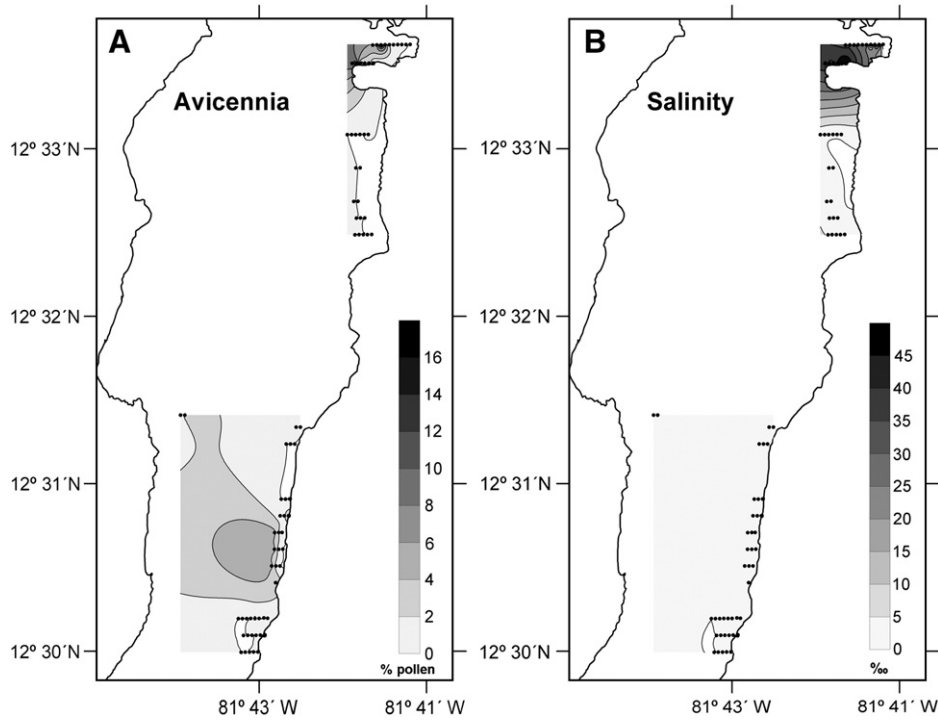 A
Avicennia
12º 33´N
12º 32´N
12º 31´N
12º 30´N
16
14
12
10
8
6
4
2
0
% pollen
81º 43´ W
81º 41´ W
B
Salinity
12º 33´N
12º 32´N
12º 31´N
12º 30´N
45
40
35
30
25
20
15
10
5
0
‰
81º 43´ W
81º 41´ W